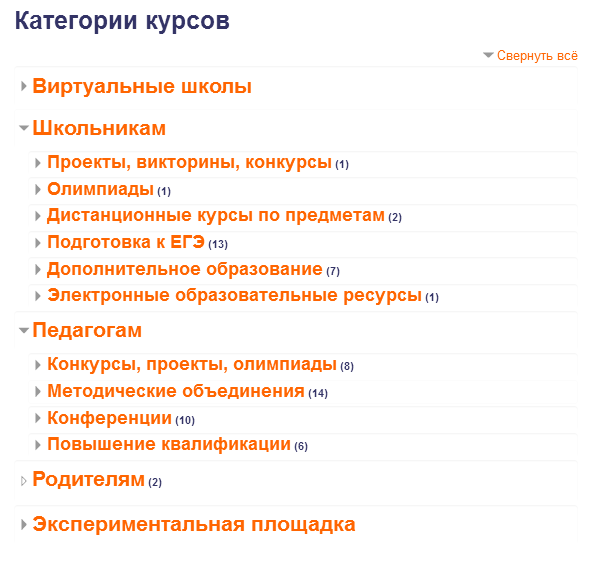 Категории курсов
Свернуть всё
Виртуальные школы
Школьникам
Проекты, викторины, конкурсы (1)
Олимпиады (1)
Дистанционные курсы по предметам (2)
Подготовка к ЕГЭ (13)
Дополнительное образование (7)
Электронные образовательные ресурсы (1)
Педагогам
Конкурсы, проекты, олимпиады (8)
Методические объединения (14)
Конференции (10)
Повышение квалификации (6)
Родителям (2)
Экспериментальная площадка